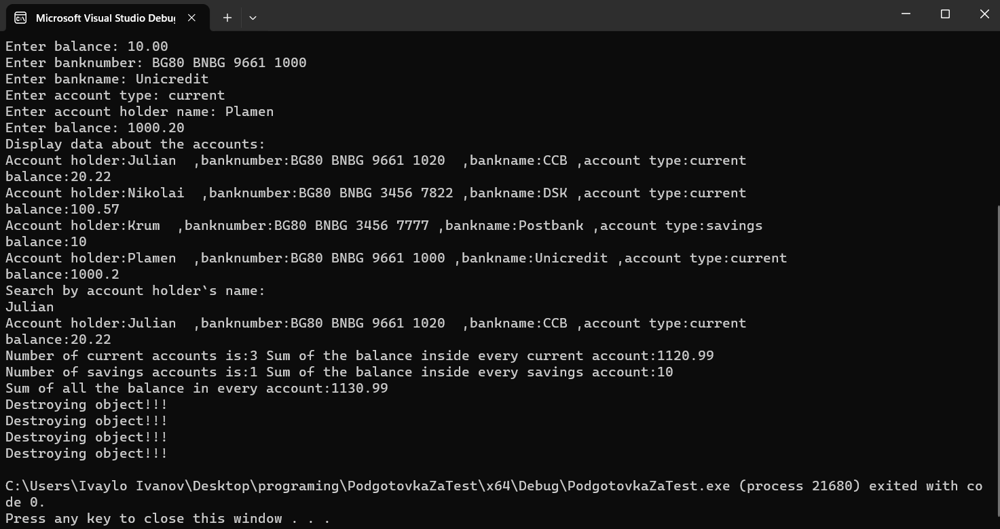 Microsoft Visual Studio Debug
Enter balance: 10.00
Enter banknumber: BG80 BNBG 9661 1000
Enter bankname: Unicredit
Enter account type: current
Enter account holder name: Plamen
Enter balance: 1000.20
Display data about the accounts:
Account holder:Julian  ,banknumber:BG80 BNBG 9661 1020  ,bankname:CCB ,account type:current
balance:20.22
Account holder:Nikolai  ,banknumber:BG80 BNBG 3456 7822 ,bankname:DSK ,account type:current
balance:100.57
Account holder:Krum  ,banknumber:BG80 BNBG 3456 7777 ,bankname:Postbank ,account type:savings
balance:10
Account holder:Plamen  ,banknumber:BG80 BNBG 9661 1000 ,bankname:Unicredit ,account type:current
balance:1000.2
Search by account holder`s name:
Julian
Account holder:Julian  ,banknumber:BG80 BNBG 9661 1020  ,bankname:CCB ,account type:current
balance:20.22
Number of current accounts is:3 Sum of the balance inside every current account:1120.99
Number of savings accounts is:1 Sum of the balance inside every savings account:10
Sum of all the balance in every account:1130.99
Destroying object!!!
Destroying object!!!
Destroying object!!!
Destroying object!!!
C:\Users\Ivaylo Ivanov\Desktop\programing\PodgotovkaZaTest\x64\Debug\PodgotovkaZaTest.exe (process 21680) exited with co
de 0.
Press any key to close this window . . .